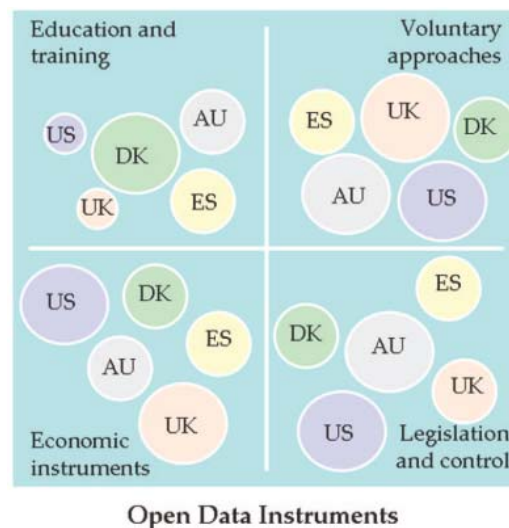 Education and
training
US
DK
AU
UK
ES
Voluntary
approaches
ES
UK
DK
AU
US
US
DK
ES
AU
UK
Economic
instruments
ES
DK
AU
UK
US
Legislation
and control
Open Data Instruments